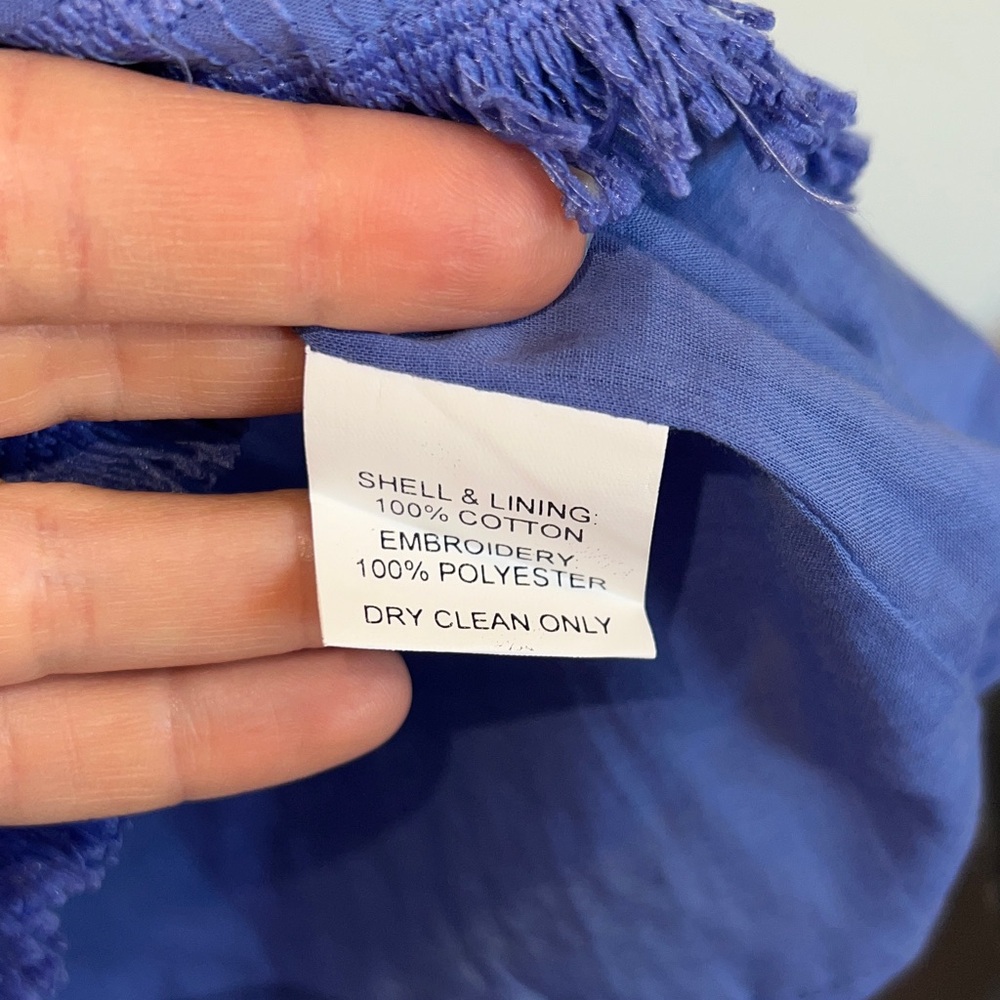 SHELL & LINING:
100% COTTON
EMBROIDERY
100% POLYESTER
DRY CLEAN ONLY